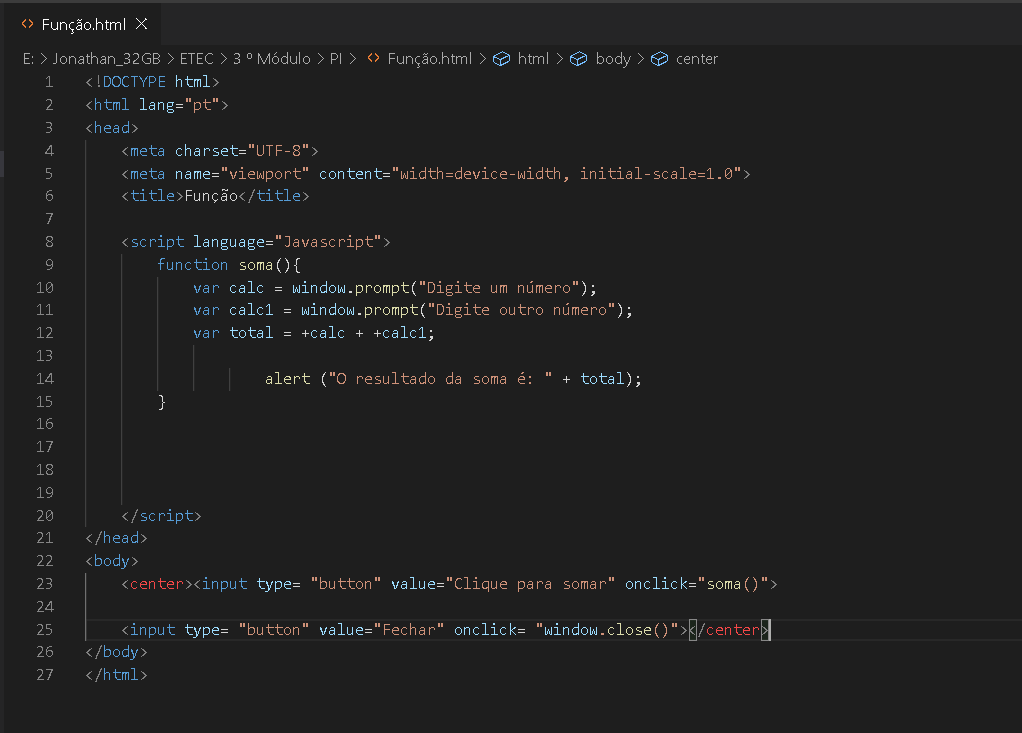 Função.html
E: > Jonathan_32GB > ETEC > 3 º Módulo > PI > Função.html > html > body > center
1 <!DOCTYPE html>
2 <html lang="pt">
3 <head>
4 <meta charset="UTF-8">
5 <meta name="viewport" content="width=device-width, initial-scale=1.0">
6 <title>Função</title>
7
8 <script language="Javascript">
9 function soma(){
10 var calc = window.prompt("Digite um número");
11 var calc1 = window.prompt("Digite outro número");
12 var total = +calc + +calc1;
13
14 alert ("O resultado da soma é: " + total);
15 }
16
17
18
19
20 </script>
21 </head>
22 <body>
23 <center><input type= "button" value="Clique para somar" onclick="soma()">
24
25 <input type= "button" value="Fechar" onclick= "window.close()"></center>
26 </body>
27 </html>